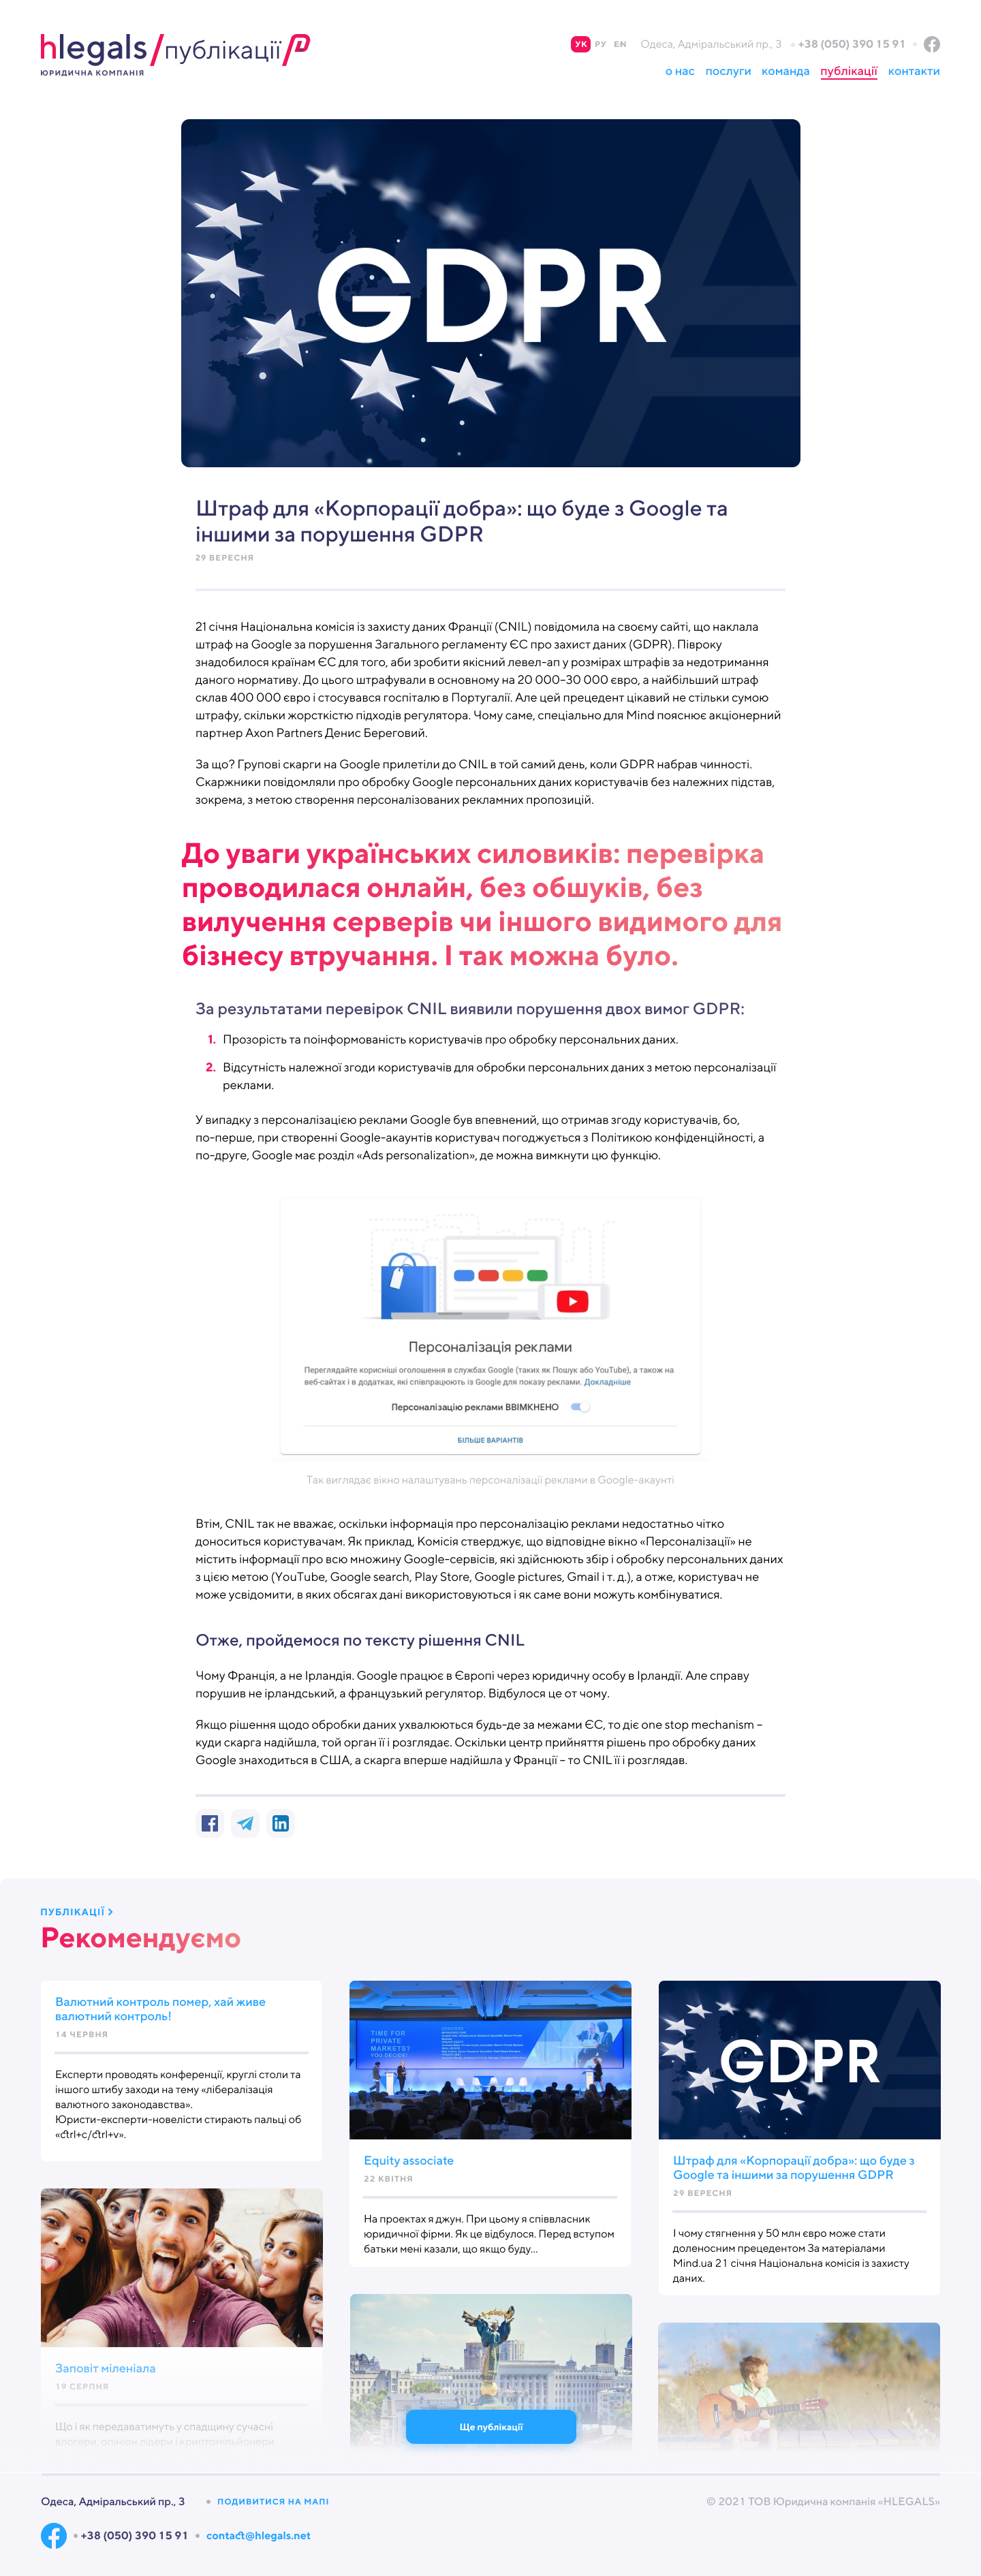 hlegals/публікації/
ЮРИДИЧНА КОМПАНІЯ
УК РУ EN Одеса, Адміральський пр., 3 +38 (050) 390 15 91
о нас послуги команда публікації контакти
GDPR
Штраф для «Корпорації добра»: що буде з Google та
іншими за порушення GDPR
29 ВЕРЕСНЯ
21 січня Національна комісія із захисту даних Франції (CNIL) повідомила на своєму сайті, що наклала
штраф на Google за порушення Загального регламенту ЄС про захист даних (GDPR). Півроку
знадобилося країнам ЄС для того, аби зробити якісний левел-ап у розмірах штрафів за недотримання
даного нормативу. До цього штрафували в основному на 20 000–30 000 євро, а найбільший штраф
склав 400 000 євро і стосувався госпіталю в Португалії. Але цей прецедент цікавий не стільки сумою
штрафу, скільки жорсткістю підходів регулятора. Чому саме, спеціально для Mind пояснює акціонерний
партнер Axon Partners Денис Береговий.
За що? Групові скарги на Google прилетіли до CNIL в той самий день, коли GDPR набрав чинності.
Скаржники повідомляли про обробку Google персональних даних користувачів без належних підстав,
зокрема, з метою створення персоналізованих рекламних пропозицій.
До уваги українських силовиків: перевірка
проводилася онлайн, без обшуків, без
вилучення серверів чи іншого видимого для
бізнесу втручання. І так можна було.
За результатами перевірок CNIL виявили порушення двох вимог GDPR:
1. Прозорість та поінформованість користувачів про обробку персональних даних.
2. Відсутність належної згоди користувачів для обробки персональних даних з метою персоналізації
реклами.
У випадку з персоналізацією реклами Google був впевнений, що отримав згоду користувачів, бо,
по-перше, при створенні Google-акаунтів користувач погоджується з Політикою конфіденційності, а
по-друге, Google має розділ «Ads personalization», де можна вимкнути цю функцію.
Персоналізація реклами
Переглядайте корисніші оголошення в службах Google (таких як Пошук або YouTube), а також на
веб-сайтах і в додатках, які співпрацюють із Google для показу реклами. Докладніше
Персоналізацію реклами ВВІМКНЕНО
БІЛЬШЕ ВАРІАНТІВ
Так виглядає вікно налаштувань персоналізації реклами в Google-акаунті
Втім, CNIL так не вважає, оскільки інформація про персоналізацію реклами недостатньо чітко
доноситься користувачам. Як приклад, Комісія стверджує, що відповідне вікно «Персоналізації» не
містить інформації про всю множину Google-сервісів, які здійснюють збір і обробку персональних даних
з цією метою (YouTube, Google search, Play Store, Google pictures, Gmail і т. д.), а отже, користувач не
може усвідомити, в яких обсягах дані використовуються і як саме вони можуть комбінуватися.
Отже, пройдемося по тексту рішення CNIL
Чому Франція, а не Ірландія. Google працює в Європі через юридичну особу в Ірландії. Але справу
порушив не ірландський, а французький регулятор. Відбулося це от чому.
Якщо рішення щодо обробки даних ухвалюються будь-де за межами ЄС, то діє one stop mechanism –
куди скарга надійшла, той орган її і розглядає. Оскільки центр прийняття рішень про обробку даних
Google знаходиться в США, а скарга вперше надійшла у Франції – то CNIL її і розглядав.
ПУБЛІКАЦІЇ >
Рекомендуємо
Валютний контроль помер, хай живе
валютний контроль!
14 ЧЕРВНЯ
Експерти проводять конференції, круглі столи та
іншого штибу заходи на тему «лібералізація
валютного законодавства».
Юристи-експерти-новелісти стирають пальці об
«ctrl+c/ctrl+v».
Заповіт міленіала
19 СЕРПНЯ
Що і як передаватимуть у спадщину сучасні
влогери, опініон лідери і криптомільйонери
TIME FOR
PRIVATE
MARKETS?
YOU DECIDE!
Equity associate
22 КВІТНЯ
На проектах я джун. При цьому я співвласник
юридичної фірми. Як це відбулося. Перед вступом
батьки мені казали, що якщо буду...
GDPR
Штраф для «Корпорації добра»: що буде з
Google та іншими за порушення GDPR
29 ВЕРЕСНЯ
І чому стягнення у 50 млн євро може стати
доленосним прецедентом За матеріалами
Mind.ua 21 січня Національна комісія із захисту
даних.
Ще публікації
Одеса, Адміральський пр., 3 ПОДИВИТИСЯ НА МАПІ
© 2021 ТОВ Юридична компанія «HLEGALS»
+38 (050) 390 15 91 contact@hlegals.net